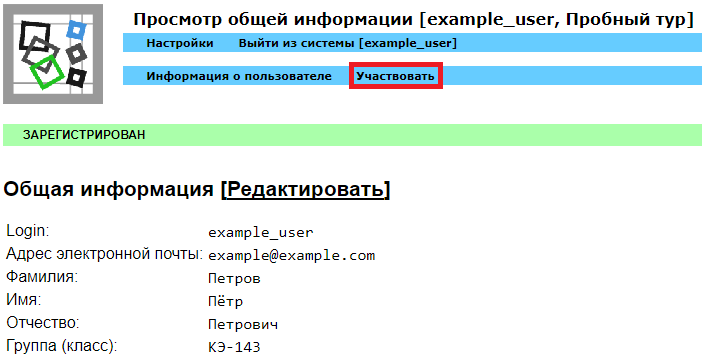 Просмотр общей информации [example_user, Пробный тур]
Настройки Выйти из системы [example_user]
Информация о пользователе Участвовать
ЗАРЕГИСТРИРОВАН
Общая информация [Редактировать]
Login: example_user
Адрес электронной почты: example@example.com
Фамилия: Петров
Имя: Пётр
Отчество: Петрович
Группа (класс): КЭ-143